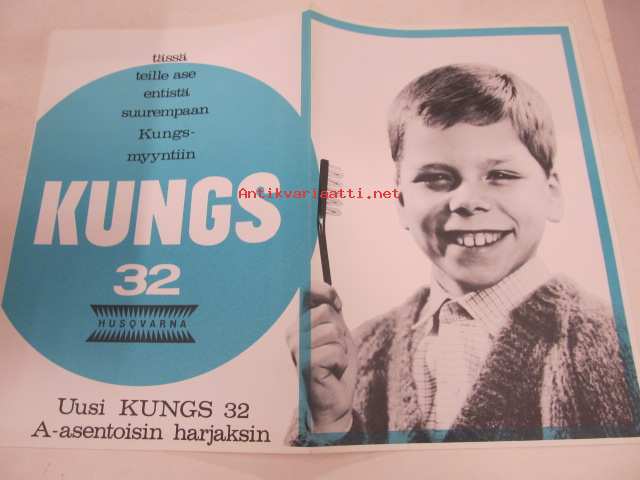 tässä
teille ase
entistä
suurempaan
Kungs-
myyntiin
KUNGS
32
HUSQVARNA
Uusi KUNGS 32
A-asentoisin harjaksin
Antikvariaatti.net